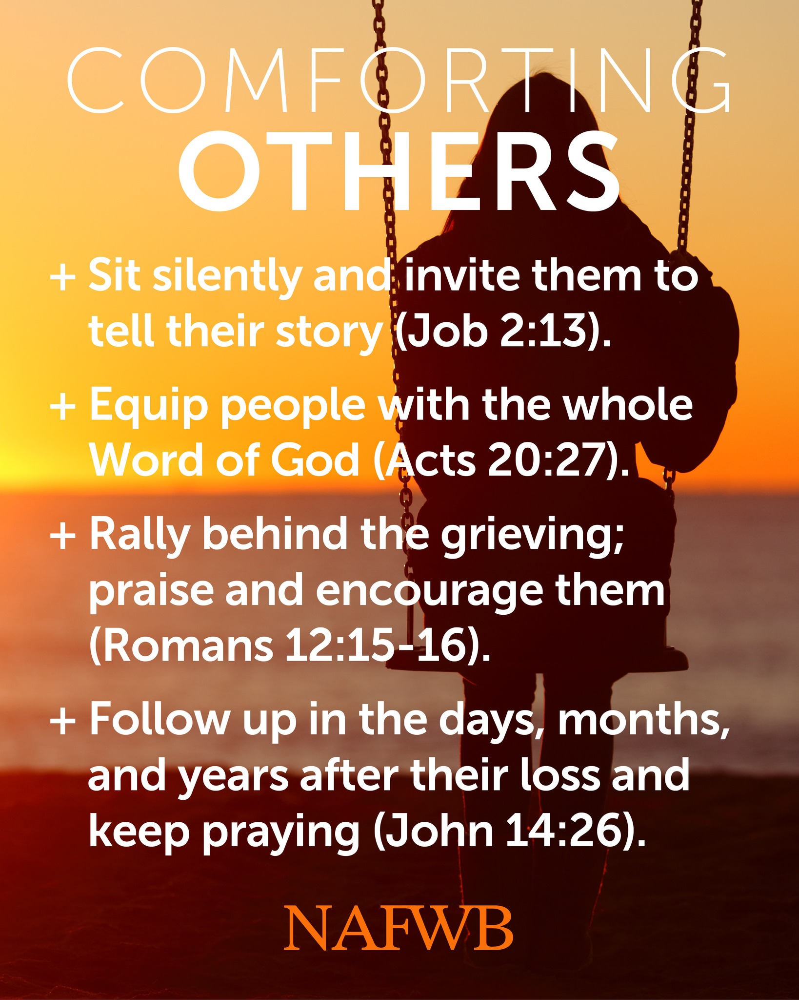 COMFORTING
OTHERS
+ Sit silently and invite them to
tell their story (Job 2:13).
+ Equip people with the whole
Word of God (Acts 20:27).
+ Rally behind the grieving;
praise and encourage them
(Romans 12:15-16).
+ Follow up in the days, months,
and years after their loss and
keep praying (John 14:26).
NAFWB